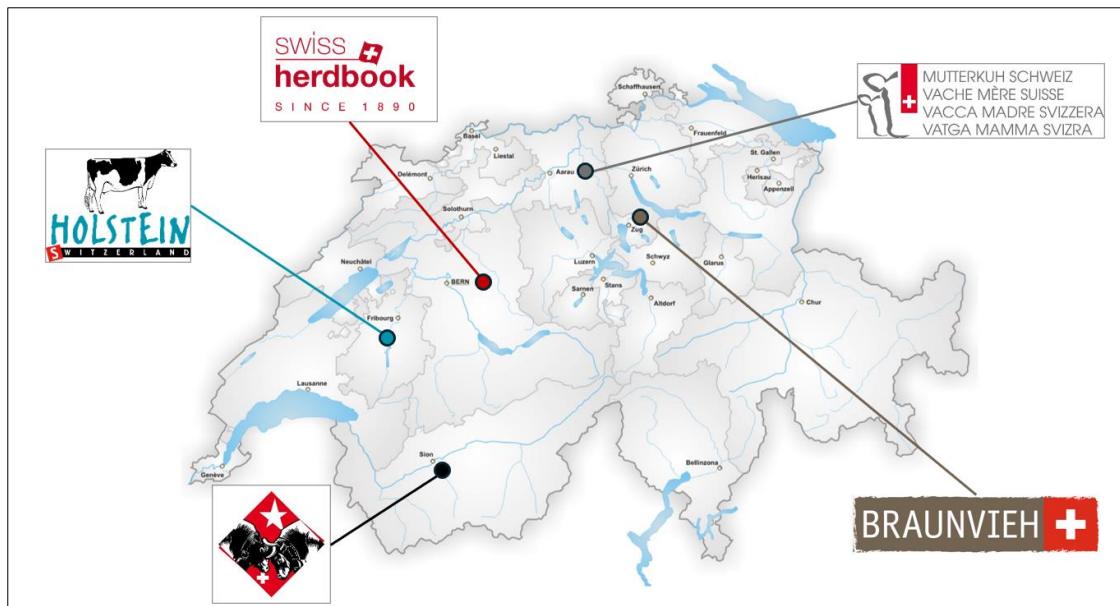 swiss
herdbook
SINCE 1890
MUTTERKUH SCHWEIZ
VACHE MÈRE SUISSE
VACCA MADRE SVIZZERA
VATGA MAMMA SVIZRA
HOLSTEIN
SWITZERLAND
BRAUNVIEH
Schaffhausen
Basel
Liestal
Frauenfeld
Delémont
Aarau
Zürich
St. Gallen
Herisau
Appenzell
Solothurn
Zug
Neuchâtel
BERN
Luzern
Schwyz
Glarus
Sarnen
Stans
Altdorf
Chur
Fribourg
Lausanne
Sion
Bellinzona
Genève